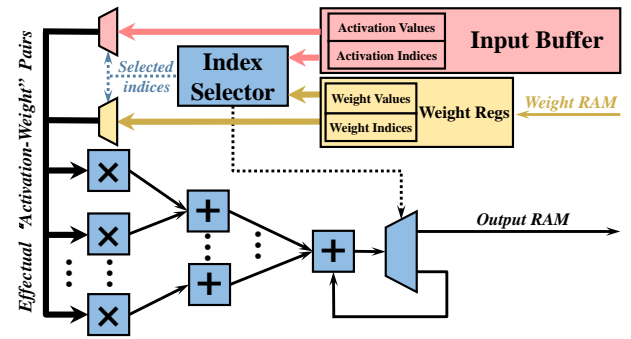 Activation Values
Activation Indices
Input Buffer
Selected
indices
Index
Selector
Weight Values
Weight Indices
Weight Regs
Weight RAM
Effectual "Activation-Weight" Pairs
×
×
×
+
+
+
Output RAM